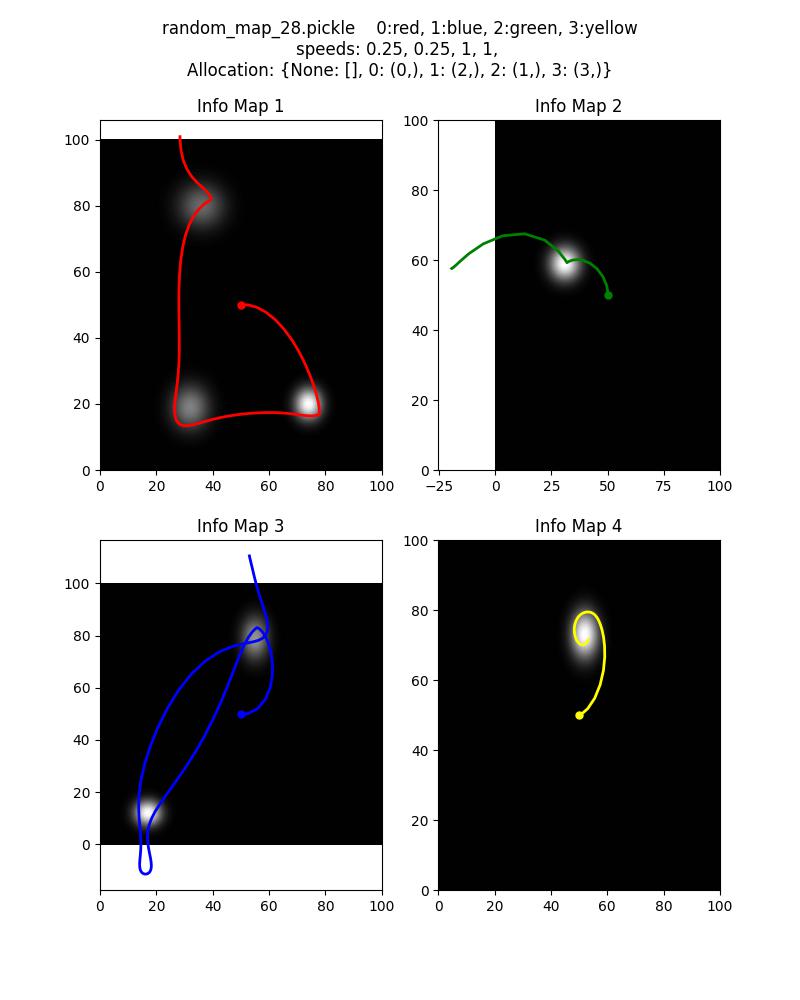 random_map_28.pickle    0:red, 1:blue, 2:green, 3:yellow
speeds: 0.25, 0.25, 1, 1,
Allocation: {None: [], 0: (0,), 1: (2,), 2: (1,), 3: (3,)}
Info Map 1
100
80
60
40
20
0
0 20 40 60 80 100
Info Map 2
100
80
60
40
20
0
−25 0 25 50 75 100
Info Map 3
100
80
60
40
20
0
0 20 40 60 80 100
Info Map 4
100
80
60
40
20
0
0 20 40 60 80 100